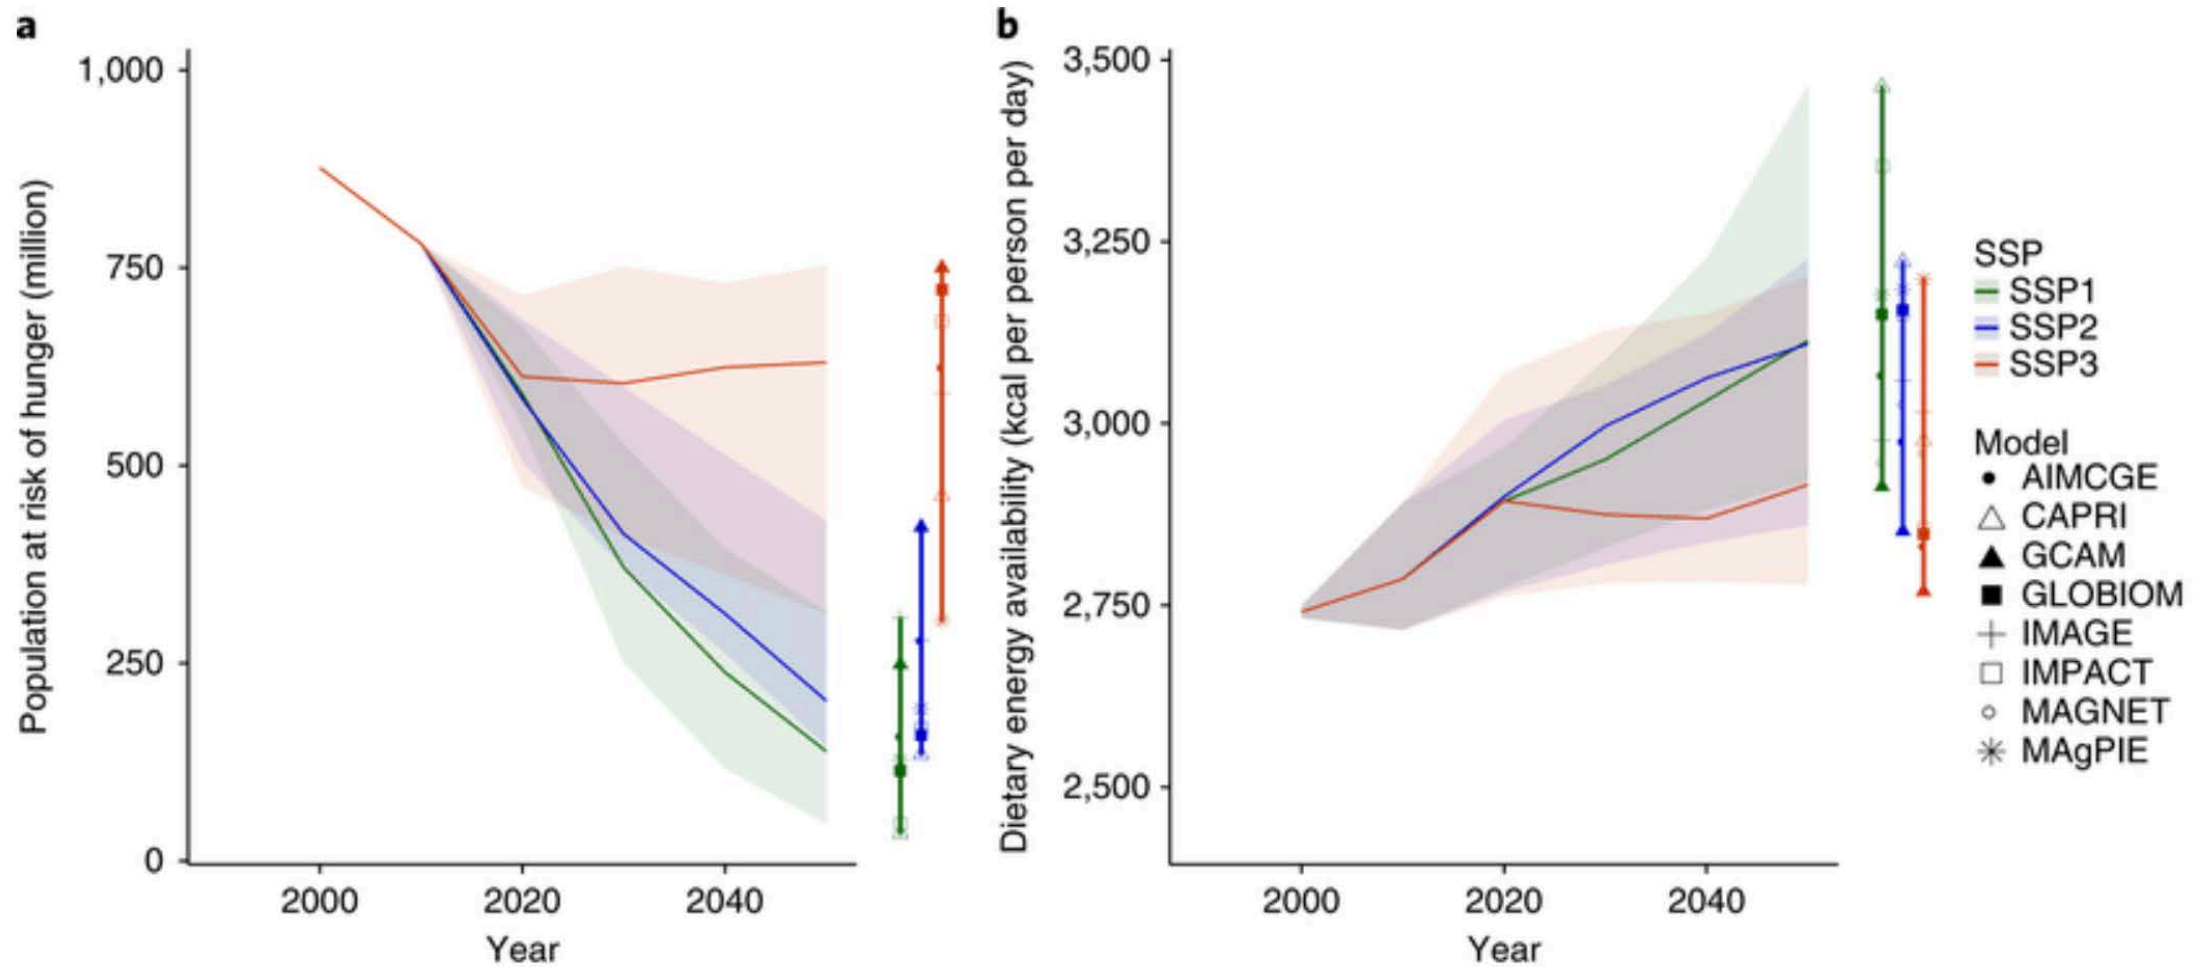 a
Population at risk of hunger (million)
1,000
750
500
250
0
2000
2020
2040
Year
b
Dietary energy availability (kcal per person per day)
3,500
3,250
3,000
2,750
2,500
2000
2020
2040
Year
SSP
SSP1
SSP2
SSP3
Model
AIMCGE
CAPRI
GCAM
GLOBIOM
IMAGE
IMPACT
MAGNET
MAgPIE